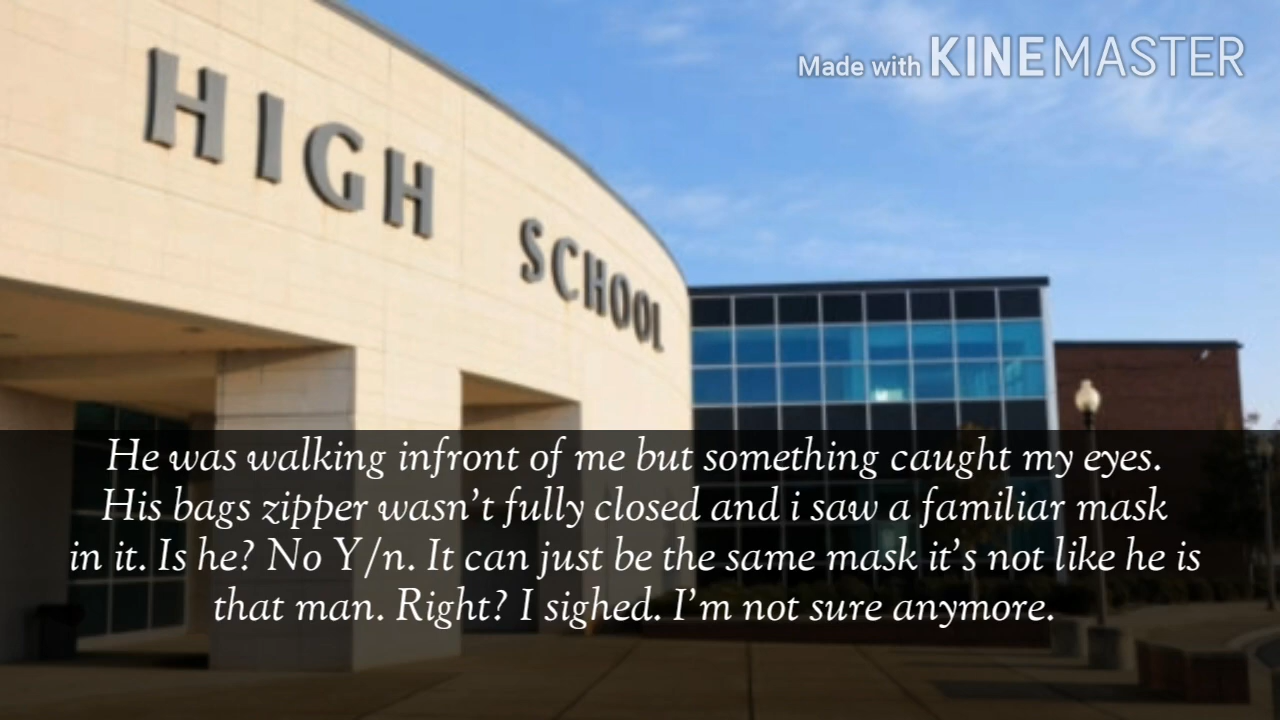 Made with KINEMASTER
HIGH SCHOOL
He was walking infront of me but something caught my eyes.
His bags zipper wasn't fully closed and i saw a familiar mask
in it. Is he? No Y/n. It can just be the same mask it's not like he is
that man. Right? I sighed. I'm not sure anymore.